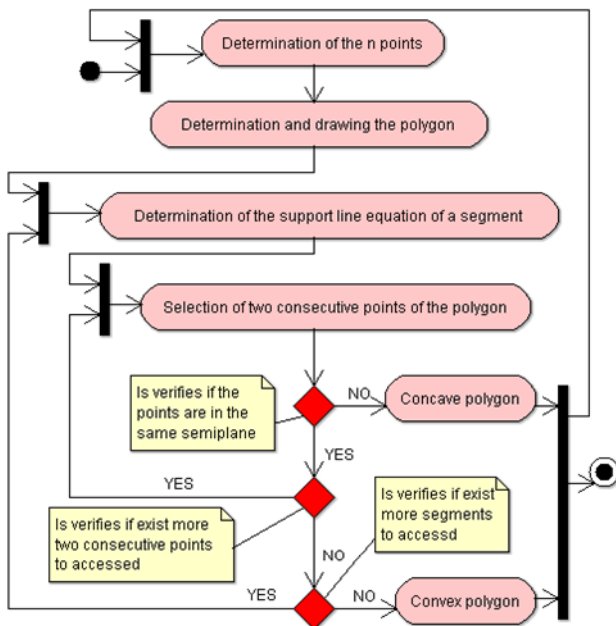 Determination of the n points
Determination and drawing the polygon
Determination of the support line equation of a segment
Selection of two consecutive points of the polygon
Is verifies if the
points are in the
same semiplane
NO
Concave polygon
YES
YES
Is verifies if exist
more segments
to accessd
Is verifies if exist more
two consecutive points
to accessed
NO
YES
NO
Convex polygon